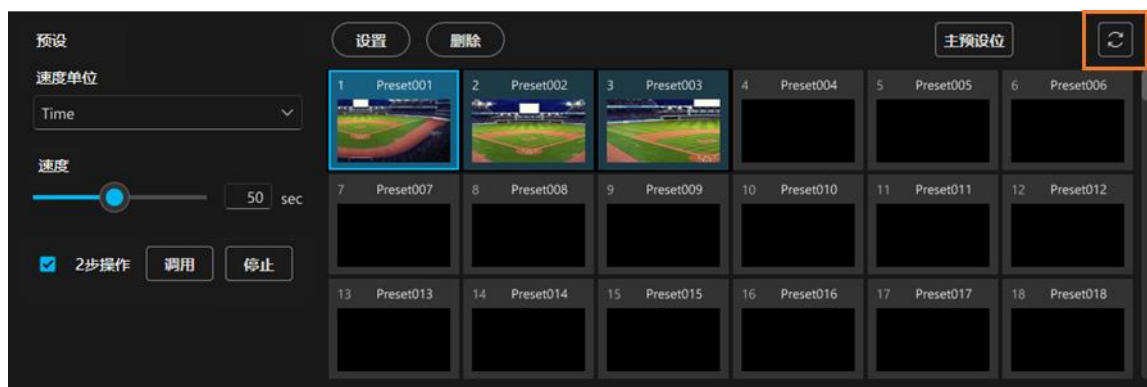 预设
设置
删除
主预设位
速度单位
Time
速度
50 sec
2步操作
调用
停止
1 Preset001
2 Preset002
3 Preset003
4 Preset004
5 Preset005
6 Preset006
7 Preset007
8 Preset008
9 Preset009
10 Preset010
11 Preset011
12 Preset012
13 Preset013
14 Preset014
15 Preset015
16 Preset016
17 Preset017
18 Preset018